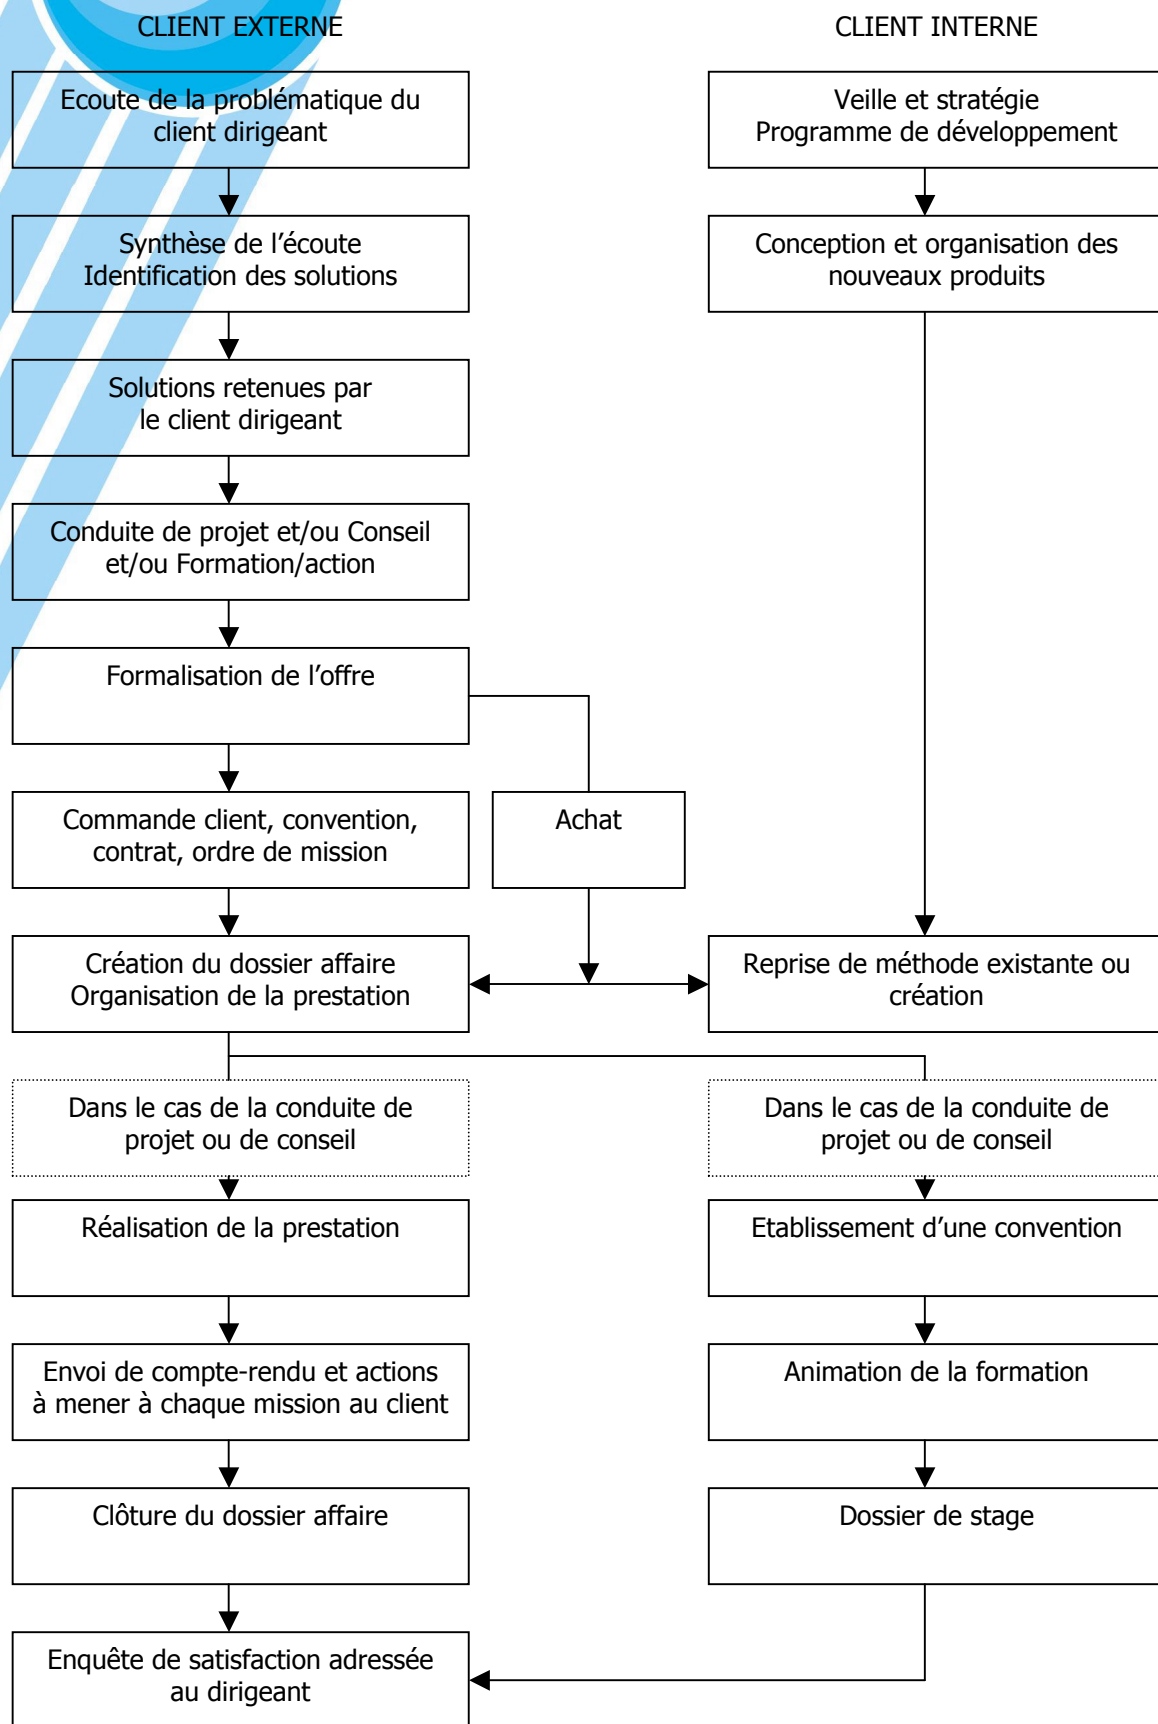 CLIENT EXTERNE
CLIENT INTERNE
Ecoute de la problématique du
client dirigeant
Veille et stratégie
Programme de développement
Synthèse de l’écoute
Identification des solutions
Conception et organisation des
nouveaux produits
Solutions retenues par
le client dirigeant
Conduite de projet et/ou Conseil
et/ou Formation/action
Formalisation de l’offre
Commande client, convention,
contrat, ordre de mission
Achat
Création du dossier affaire
Organisation de la prestation
Reprise de méthode existante ou
création
Dans le cas de la conduite de
projet ou de conseil
Dans le cas de la conduite de
projet ou de conseil
Réalisation de la prestation
Etablissement d’une convention
Envoi de compte-rendu et actions
à mener à chaque mission au client
Animation de la formation
Clôture du dossier affaire
Dossier de stage
Enquête de satisfaction adressée
au dirigeant